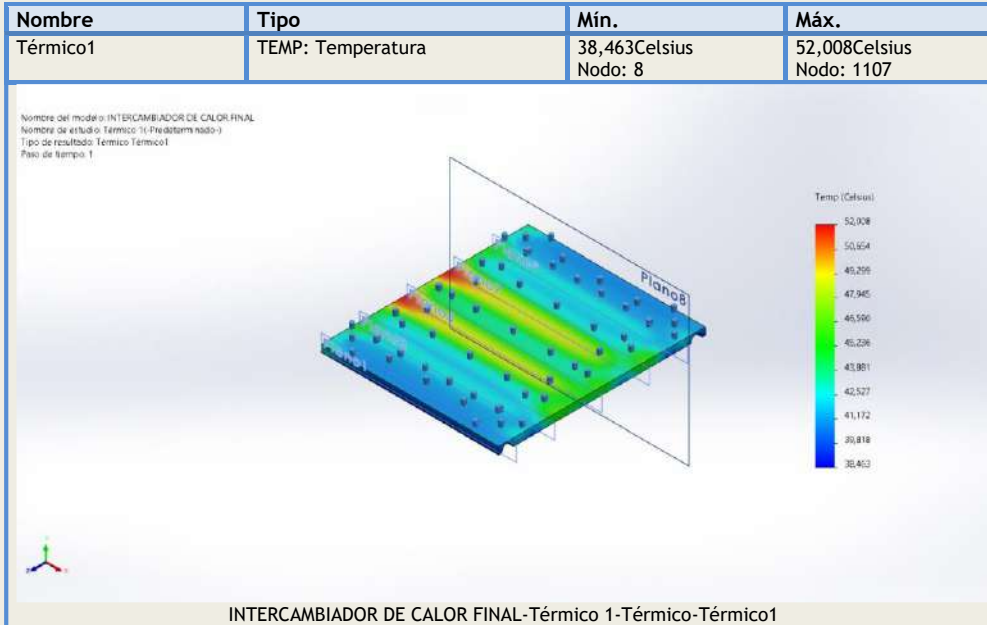 Nombre Tipo Mín. Máx.
Térmico1 TEMP: Temperatura 38,463Celsius 52,008Celsius
Nodo: 8 Nodo: 1107
Nombre del modelo: INTERCAMBIADOR DE CALOR FINAL
Nombre de estudio: Térmico 1(-Predeterminado-)
Tipo de resultado: Térmico Térmico1
Paso de tiempo: 1
Temp (Celsius)
52,008
50,654
49,299
47,945
46,590
45,236
43,881
42,527
41,172
39,818
38,463
Plano8
INTERCAMBIADOR DE CALOR FINAL-Térmico 1-Térmico-Térmico1